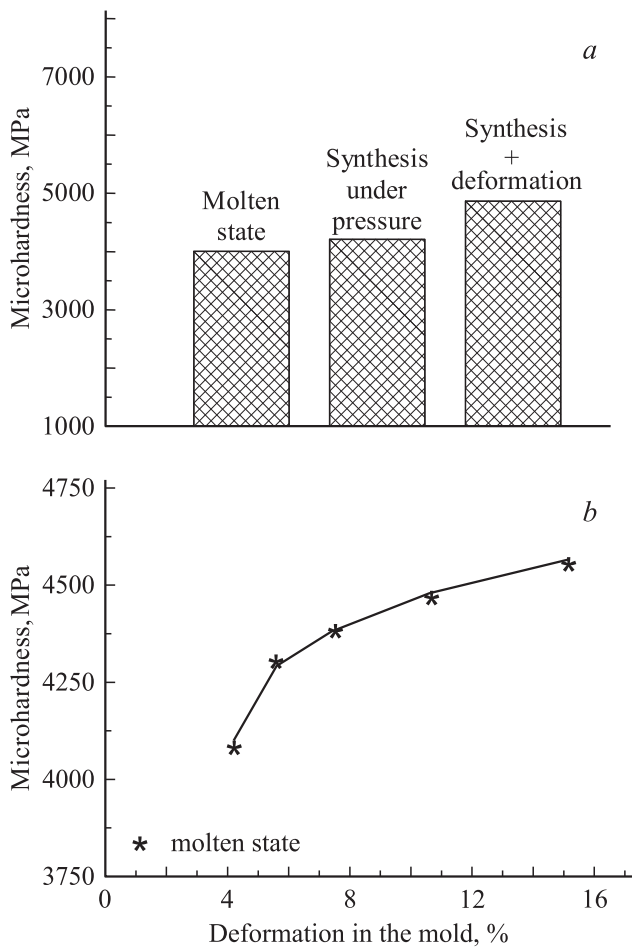 a
7000
Microhardness, MPa
Synthesis
+
deformation
Synthesis
under
pressure
Molten
state
5000
3000
1000
4750
b
Microhardness, MPa
4500
4250
4000
* molten state
3750
0 4 8 12 16
Deformation in the mold, %